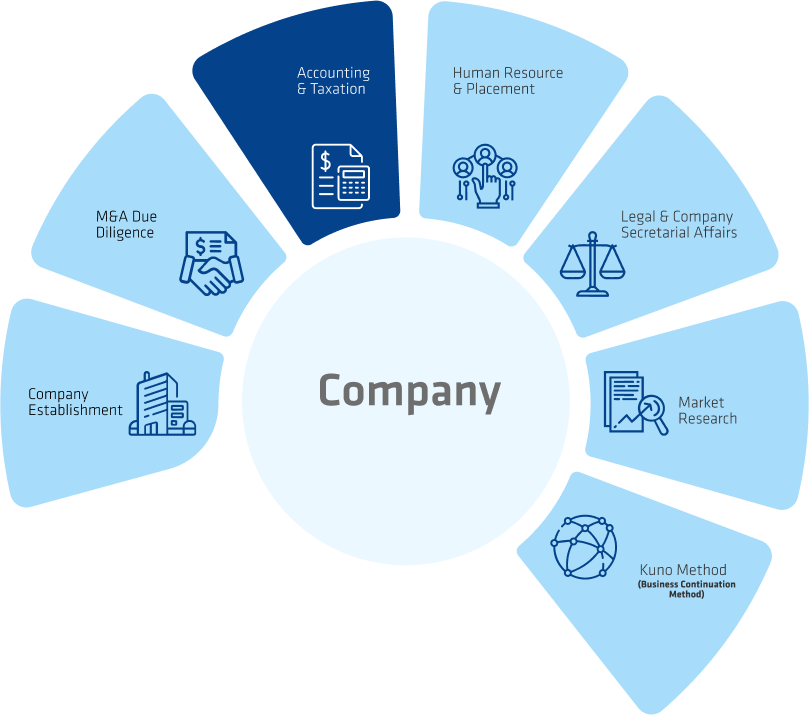 Accounting
& Taxation
Human Resource
& Placement
M&A Due
Diligence
$
Legal & Company
Secretarial Affairs
$
Company
Establishment
Company
Market
Research
Kuno Method
(Business Continuation
Method)